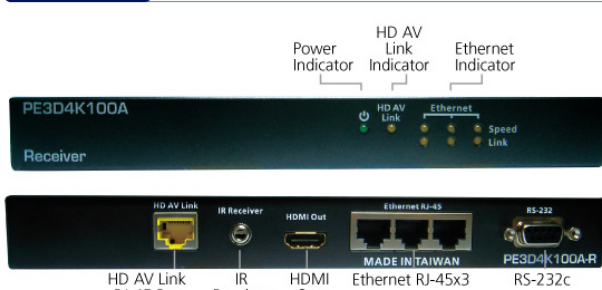 HD AV
Link
Indicator
Power
Indicator
Ethernet
Indicator
PE3D4K100A
HD AV
Link
Ethernet
Speed
Link
Receiver
HD AV Link
IR Receiver
HDMI Out
Ethernet RJ-45
RS-232
MADE IN TAIWAN
PE3D4K100A-R
HD AV Link
IR
HDMI
Ethernet RJ-45x3
RS-232c